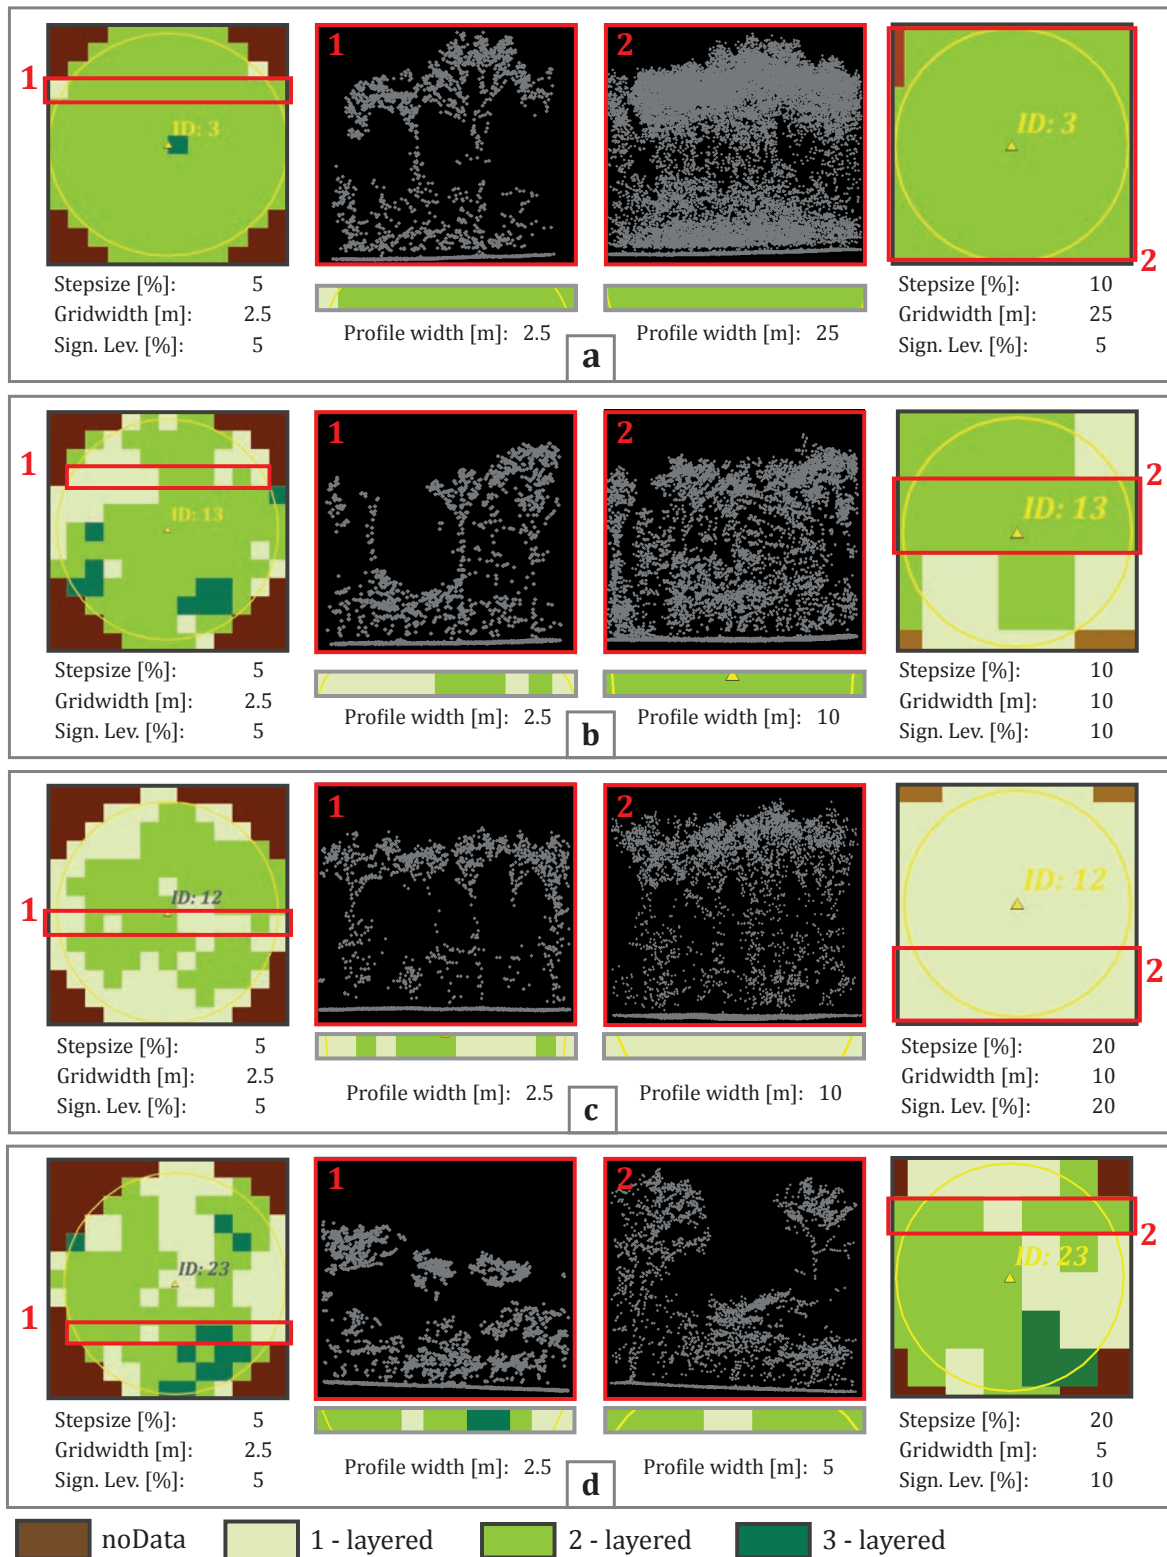 1
ID: 3
1
2
ID: 3
2
Stepsize [%]: 5
Gridwidth [m]: 2.5
Sign. Lev. [%]: 5
Profile width [m]: 2.5
Profile width [m]: 25
Stepsize [%]: 10
Gridwidth [m]: 25
Sign. Lev. [%]: 5
a
1
ID: 13
1
2
2
ID: 13
Stepsize [%]: 5
Gridwidth [m]: 2.5
Sign. Lev. [%]: 5
Profile width [m]: 2.5
Profile width [m]: 10
Stepsize [%]: 10
Gridwidth [m]: 10
Sign. Lev. [%]: 10
b
1
ID: 12
1
2
ID: 12
2
Stepsize [%]: 5
Gridwidth [m]: 2.5
Sign. Lev. [%]: 5
Profile width [m]: 2.5
Profile width [m]: 10
Stepsize [%]: 20
Gridwidth [m]: 10
Sign. Lev. [%]: 20
c
1
ID: 23
1
2
2
ID: 23
Stepsize [%]: 5
Gridwidth [m]: 2.5
Sign. Lev. [%]: 5
Profile width [m]: 2.5
Profile width [m]: 5
Stepsize [%]: 20
Gridwidth [m]: 5
Sign. Lev. [%]: 10
d
noData
1 - layered
2 - layered
3 - layered